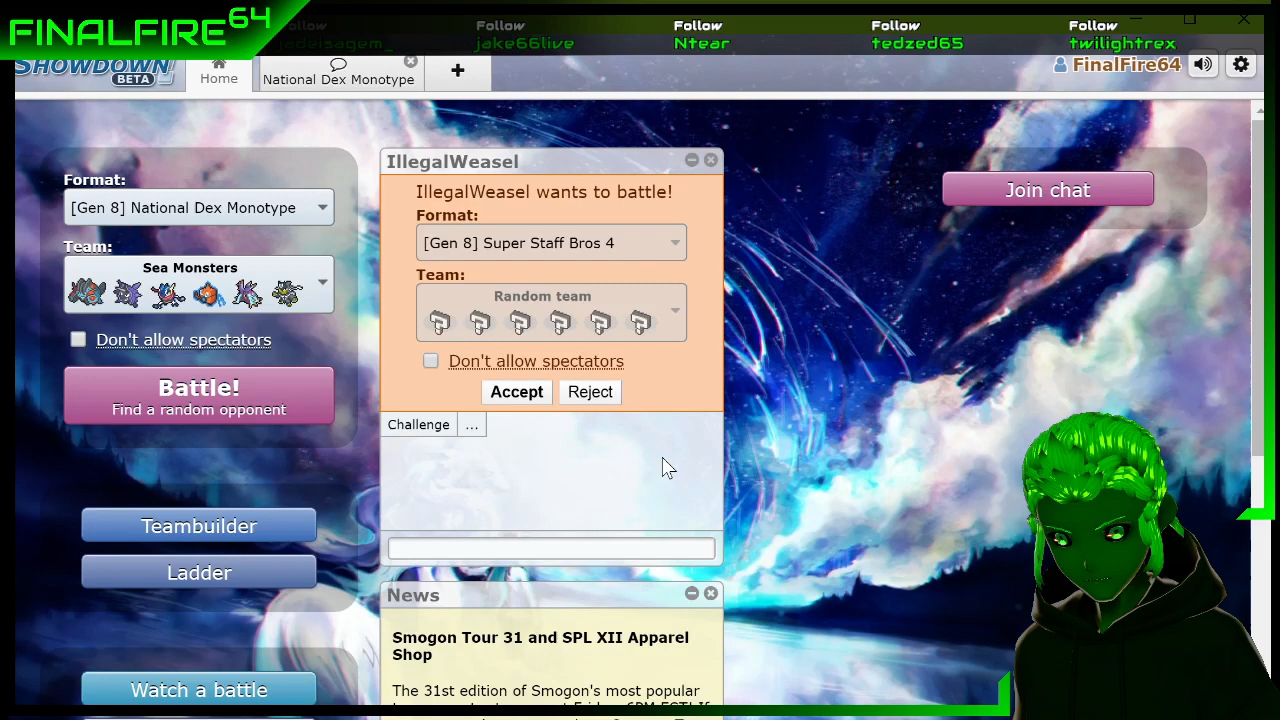 FINALFIRE64
Follow
jadeisagem_
Follow
jake66live
Follow
Ntear
Follow
tedzed65
Follow
twilightrex
SHOWDOWN
BETA
Home
National Dex Monotype
FinalFire64
Format:
[Gen 8] National Dex Monotype
Team:
Sea Monsters
Don't allow spectators
Battle!
Find a random opponent
Teambuilder
Ladder
Watch a battle
IllegalWeasel
IllegalWeasel wants to battle!
Format:
[Gen 8] Super Staff Bros 4
Team:
Random team
Don't allow spectators
Accept Reject
Challenge ...
News
Smogon Tour 31 and SPL XII Apparel
Shop
The 31st edition of Smogon's most popular
Join chat